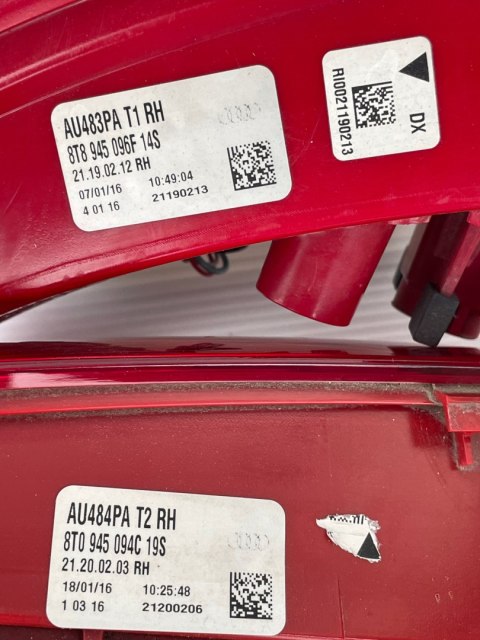 AU483PA T1 RH
8T8 945 096F 14S
21.19.02.12 RH
07/01/16 10:49:04
4 01 16 21190213
RI0021190213
DX
AU484PA T2 RH
8T0 945 094C 19S
21.20.02.03 RH
18/01/16 10:25:48
1 03 16 21200206